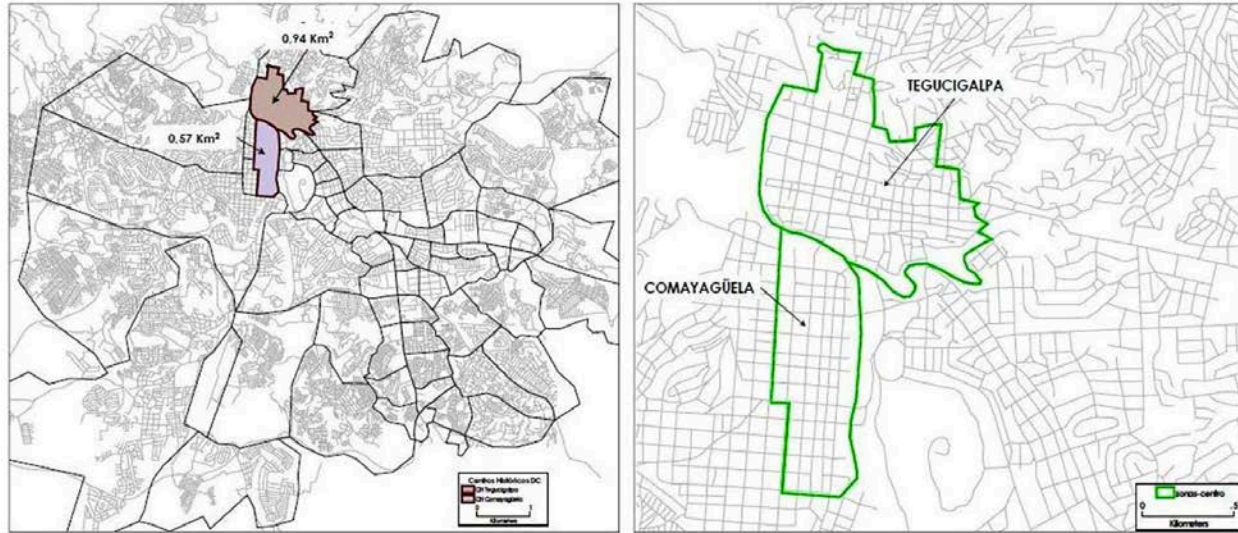 0,94 Km²
0,57 Km²
Centros Históricos DC
CH Tegucigalpa
CH Comayagüela
0 1
Kilometers
TEGUCIGALPA
COMAYAGÜELA
zonas-centro
0 .5
Kilometers